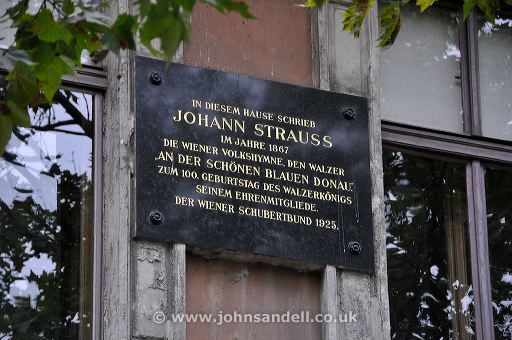 IN DIESEM HAUSE SCHRIEB
JOHANN STRAUSS
IM JAHRE 1867
DIE WIENER VOLKSHYMNE, DEN WALZER
„AN DER SCHÖNEN BLAUEN DONAU”
ZUM 100. GEBURTSTAG DES WALZERKÖNIGS
SEINEM EHRENMITGLIEDE.
DER WIENER SCHUBERTBUND 1925.
© www.johnsandell.co.uk